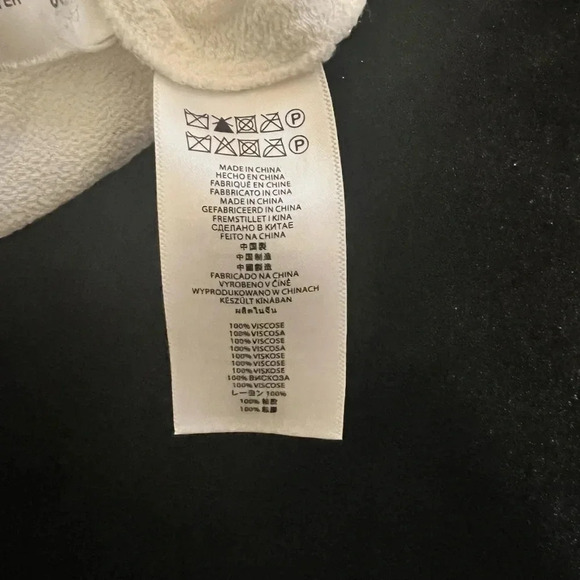 P
P
MADE IN CHINA
HECHO EN CHINA
FABRIQUÉ EN CHINE
FABBRICATO IN CINA
MADE IN CHINA
GEFABRICEERD IN CHINA
FREMSTILLET I KINA
СДЕЛАНО В КИТАЕ
FEITO NA CHINA
中国製
中国制造
中國製造
FABRICADO NA CHINA
VYROBENO V ČÍNĚ
WYPRODUKOWANO W CHINACH
KÉSZÜLT KÍNÁBAN
ผลิตในจีน
100% VISCOSE
100% VISCOSA
100% VISCOSE
100% VISCOSA
100% VISKOSE
100% VISCOSE
100% VISKOSE
100% ВИСКОЗА
100% VISCOSE
レーヨン 100%
100%
100%